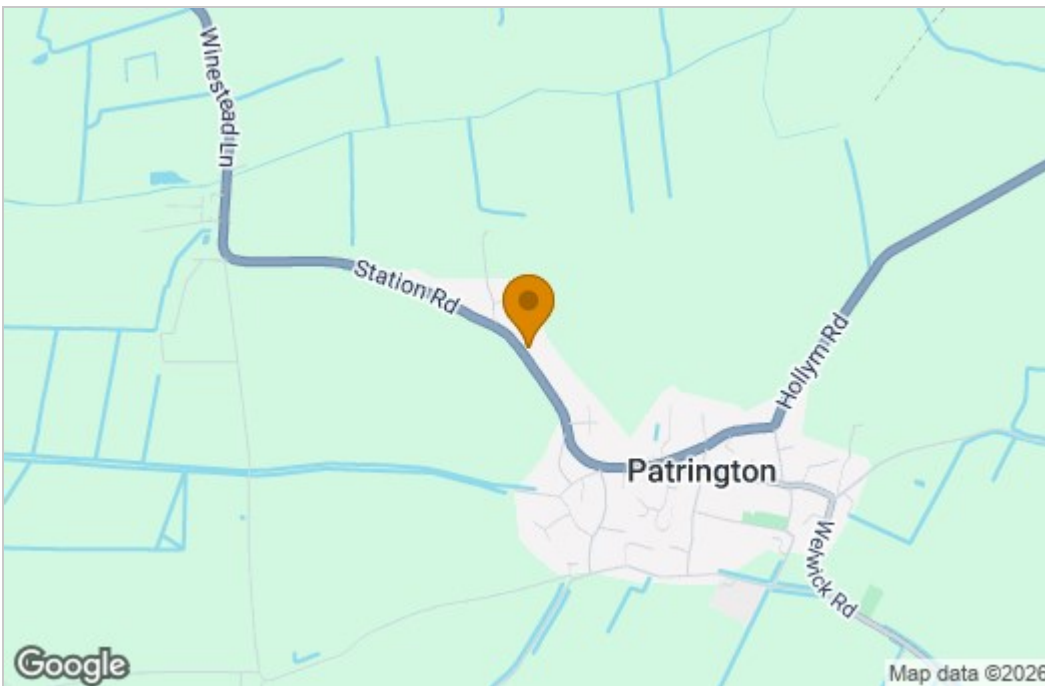 Winestead Ln
Station Rd
Hollym Rd
Patrington
Welwick Rd
Google
Map data ©2026